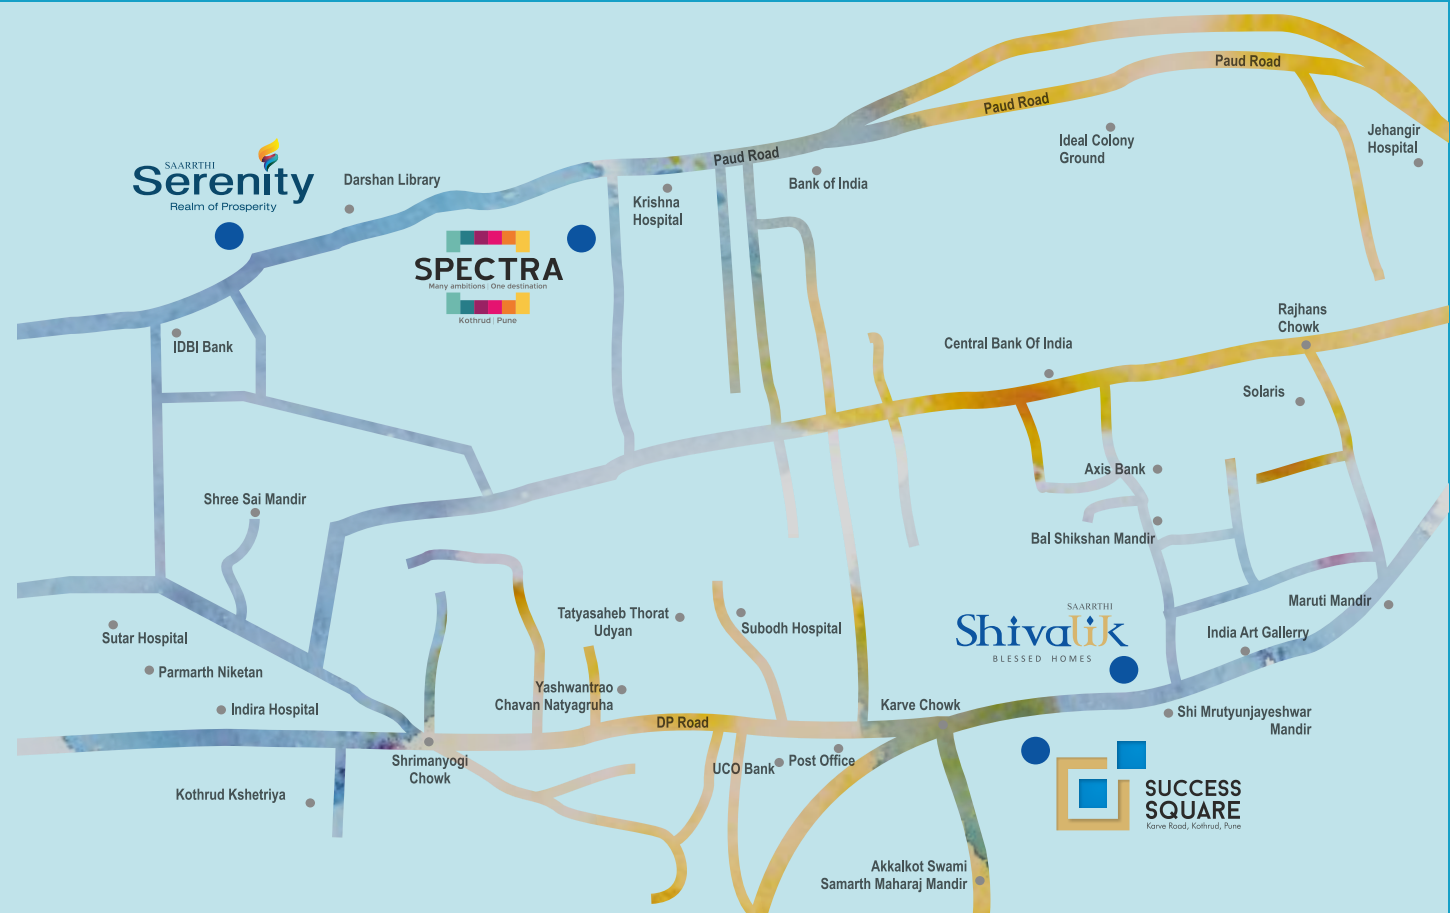 Paud Road
Paud Road
Jehangir
Hospital
Ideal Colony
Ground
Paud Road
Bank of India
SAARRTHI
Serenity
Realm of Prosperity
Darshan Library
Krishna
Hospital
SPECTRA
Many ambitions | One destination
Kothrud | Pune
IDBI Bank
Rajhans
Chowk
Central Bank Of India
Solaris
Axis Bank
Shree Sai Mandir
Bal Shikshan Mandir
Maruti Mandir
SAARRTHI
Shivalik
BLESSED HOMES
India Art Gallerry
Tatyasaheb Thorat
Udyan
Subodh Hospital
Sutar Hospital
Parmarth Niketan
Indira Hospital
Yashwantrao
Chavan Natyagruha
DP Road
Karve Chowk
Shi Mrutyunjayeshwar
Mandir
Shrimanyogi
Chowk
UCO Bank
Post Office
Kothrud Kshetriya
SUCCESS
SQUARE
Karve Road, Kothrud, Pune
Akkalkot Swami
Samarth Maharaj Mandir